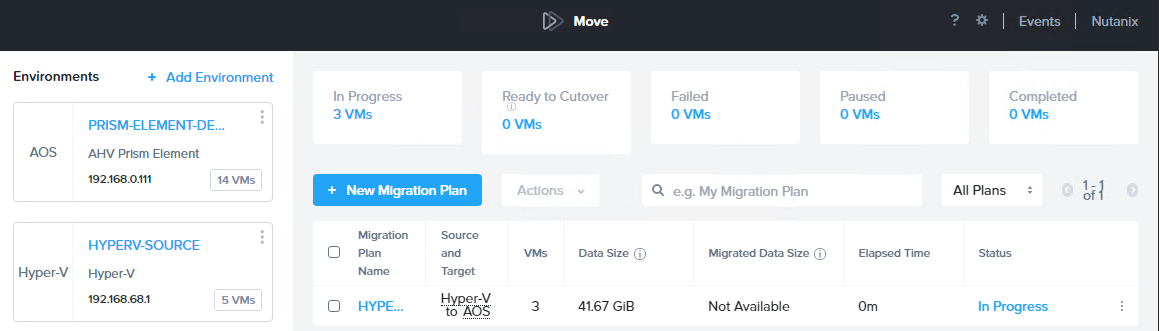 Move
? Events Nutanix
Environments
+ Add Environment
AOS
PRISM-ELEMENT-DE...
AHV Prism Element
192.168.0.111
14 VMs
Hyper-V
HYPERV-SOURCE
Hyper-V
192.168.68.1
5 VMs
In Progress
3 VMs
Ready to Cutover
0 VMs
Failed
0 VMs
Paused
0 VMs
Completed
0 VMs
+ New Migration Plan
Actions
e.g. My Migration Plan
All Plans
1 - 1
of 1
Migration
Plan
Name
Source
and
Target
VMs
Data Size
Migrated Data Size
Elapsed Time
Status
HYPE...
Hyper-V
to AOS
3
41.67 GiB
Not Available
0m
In Progress